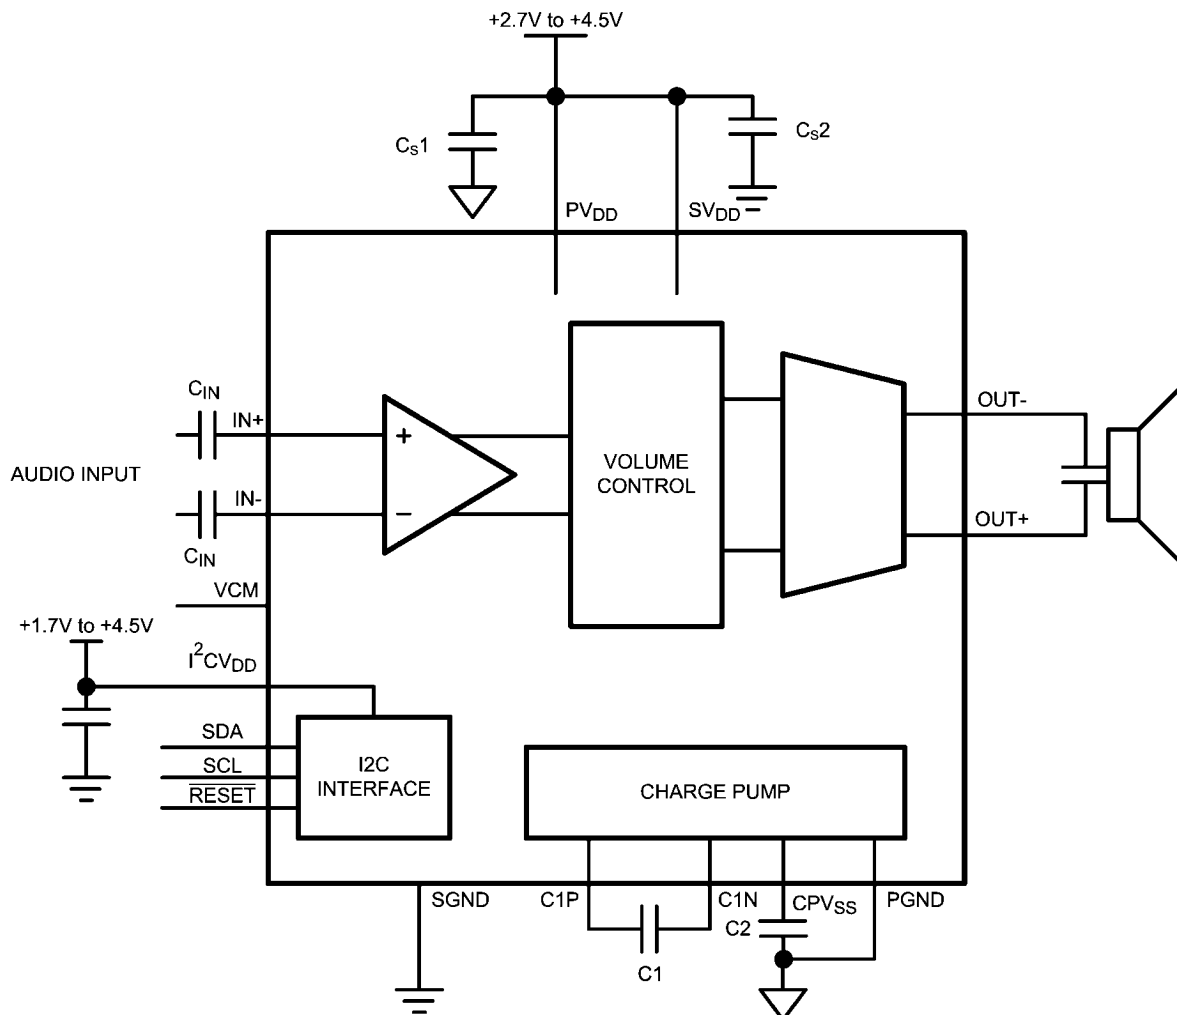 +2.7V to +4.5V
CS1
CS2
PVDD
SVDD
CIN
IN+
OUT-
+
VOLUME
CONTROL
AUDIO INPUT
IN-
−
OUT+
CIN
VCM
+1.7V to +4.5V
I²CVDD
SDA
SCL
RESET
I2C
INTERFACE
CHARGE PUMP
SGND
C1P
C1N
CPVSS
PGND
C2
C1